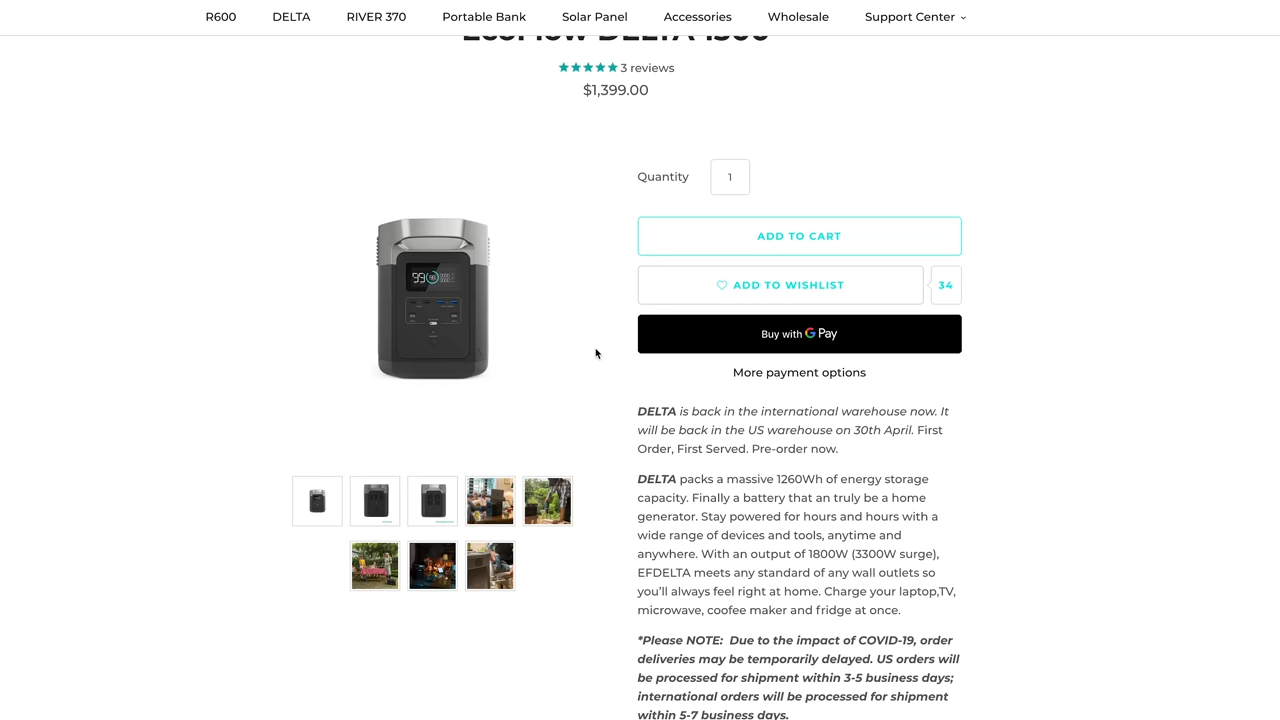 R600 DELTA RIVER 370 Portable Bank Solar Panel Accessories Wholesale Support Center
EcoFlow DELTA 1300
3 reviews
$1,399.00
Quantity 1
ADD TO CART
ADD TO WISHLIST 34
Buy with G Pay
More payment options
DELTA is back in the international warehouse now. It
will be back in the US warehouse on 30th April. First
Order, First Served. Pre-order now.
DELTA packs a massive 1260Wh of energy storage
capacity. Finally a battery that an truly be a home
generator. Stay powered for hours and hours with a
wide range of devices and tools, anytime and
anywhere. With an output of 1800W (3300W surge),
EFDELTA meets any standard of any wall outlets so
you’ll always feel right at home. Charge your laptop,TV,
microwave, coofee maker and fridge at once.
*Please NOTE: Due to the impact of COVID-19, order
deliveries may be temporarily delayed. US orders will
be processed for shipment within 3-5 business days;
international orders will be processed for shipment
within 5-7 business days.
99